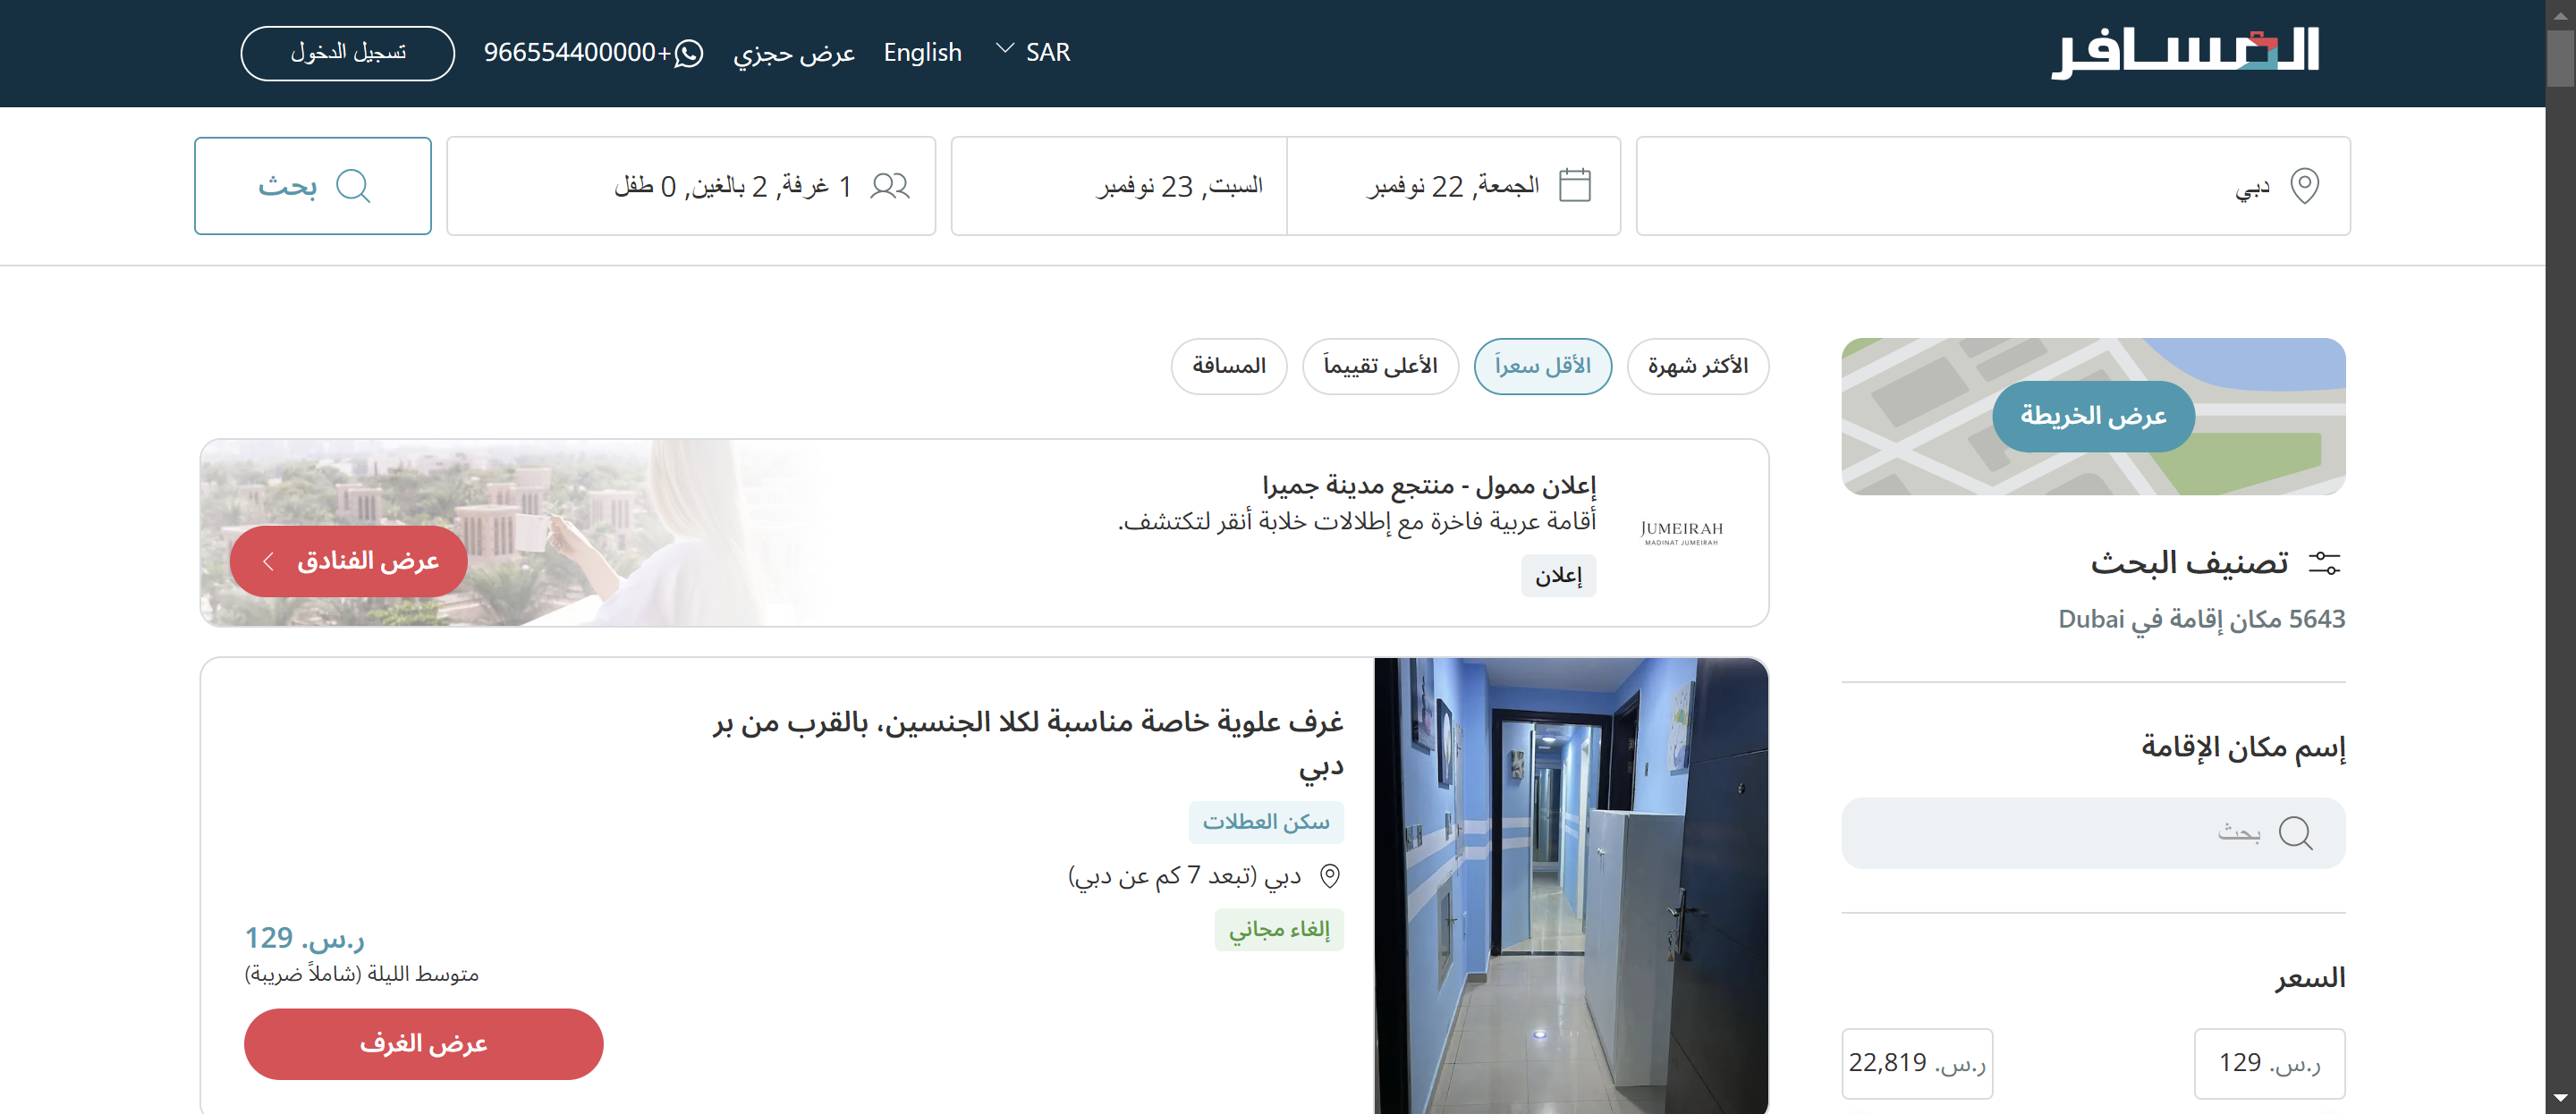 المسافر
SAR
English
عرض حجزي
+966554400000
تسجيل الدخول
دبي
الجمعة, 22 نوفمبر
السبت, 23 نوفمبر
1 غرفة, 2 بالغين, 0 طفل
بحث
عرض الخريطة
تصنيف البحث
5643 مكان إقامة في Dubai
إسم مكان الإقامة
بحث
السعر
ر.س. 129
ر.س. 22,819
الأكثر شهرة
الأقل سعراً
الأعلى تقييماً
المسافة
JUMEIRAH
MADINAT JUMEIRAH
إعلان ممول - منتجع مدينة جميرا
أقامة عربية فاخرة مع إطلالات خلابة أنقر لتكتشف.
إعلان
عرض الفنادق
غرف علوية خاصة مناسبة لكلا الجنسين، بالقرب من بر
دبي
سكن العطلات
دبي (تبعد 7 كم عن دبي)
إلغاء مجاني
ر.س. 129
متوسط الليلة (شاملاً ضريبة)
عرض الغرف